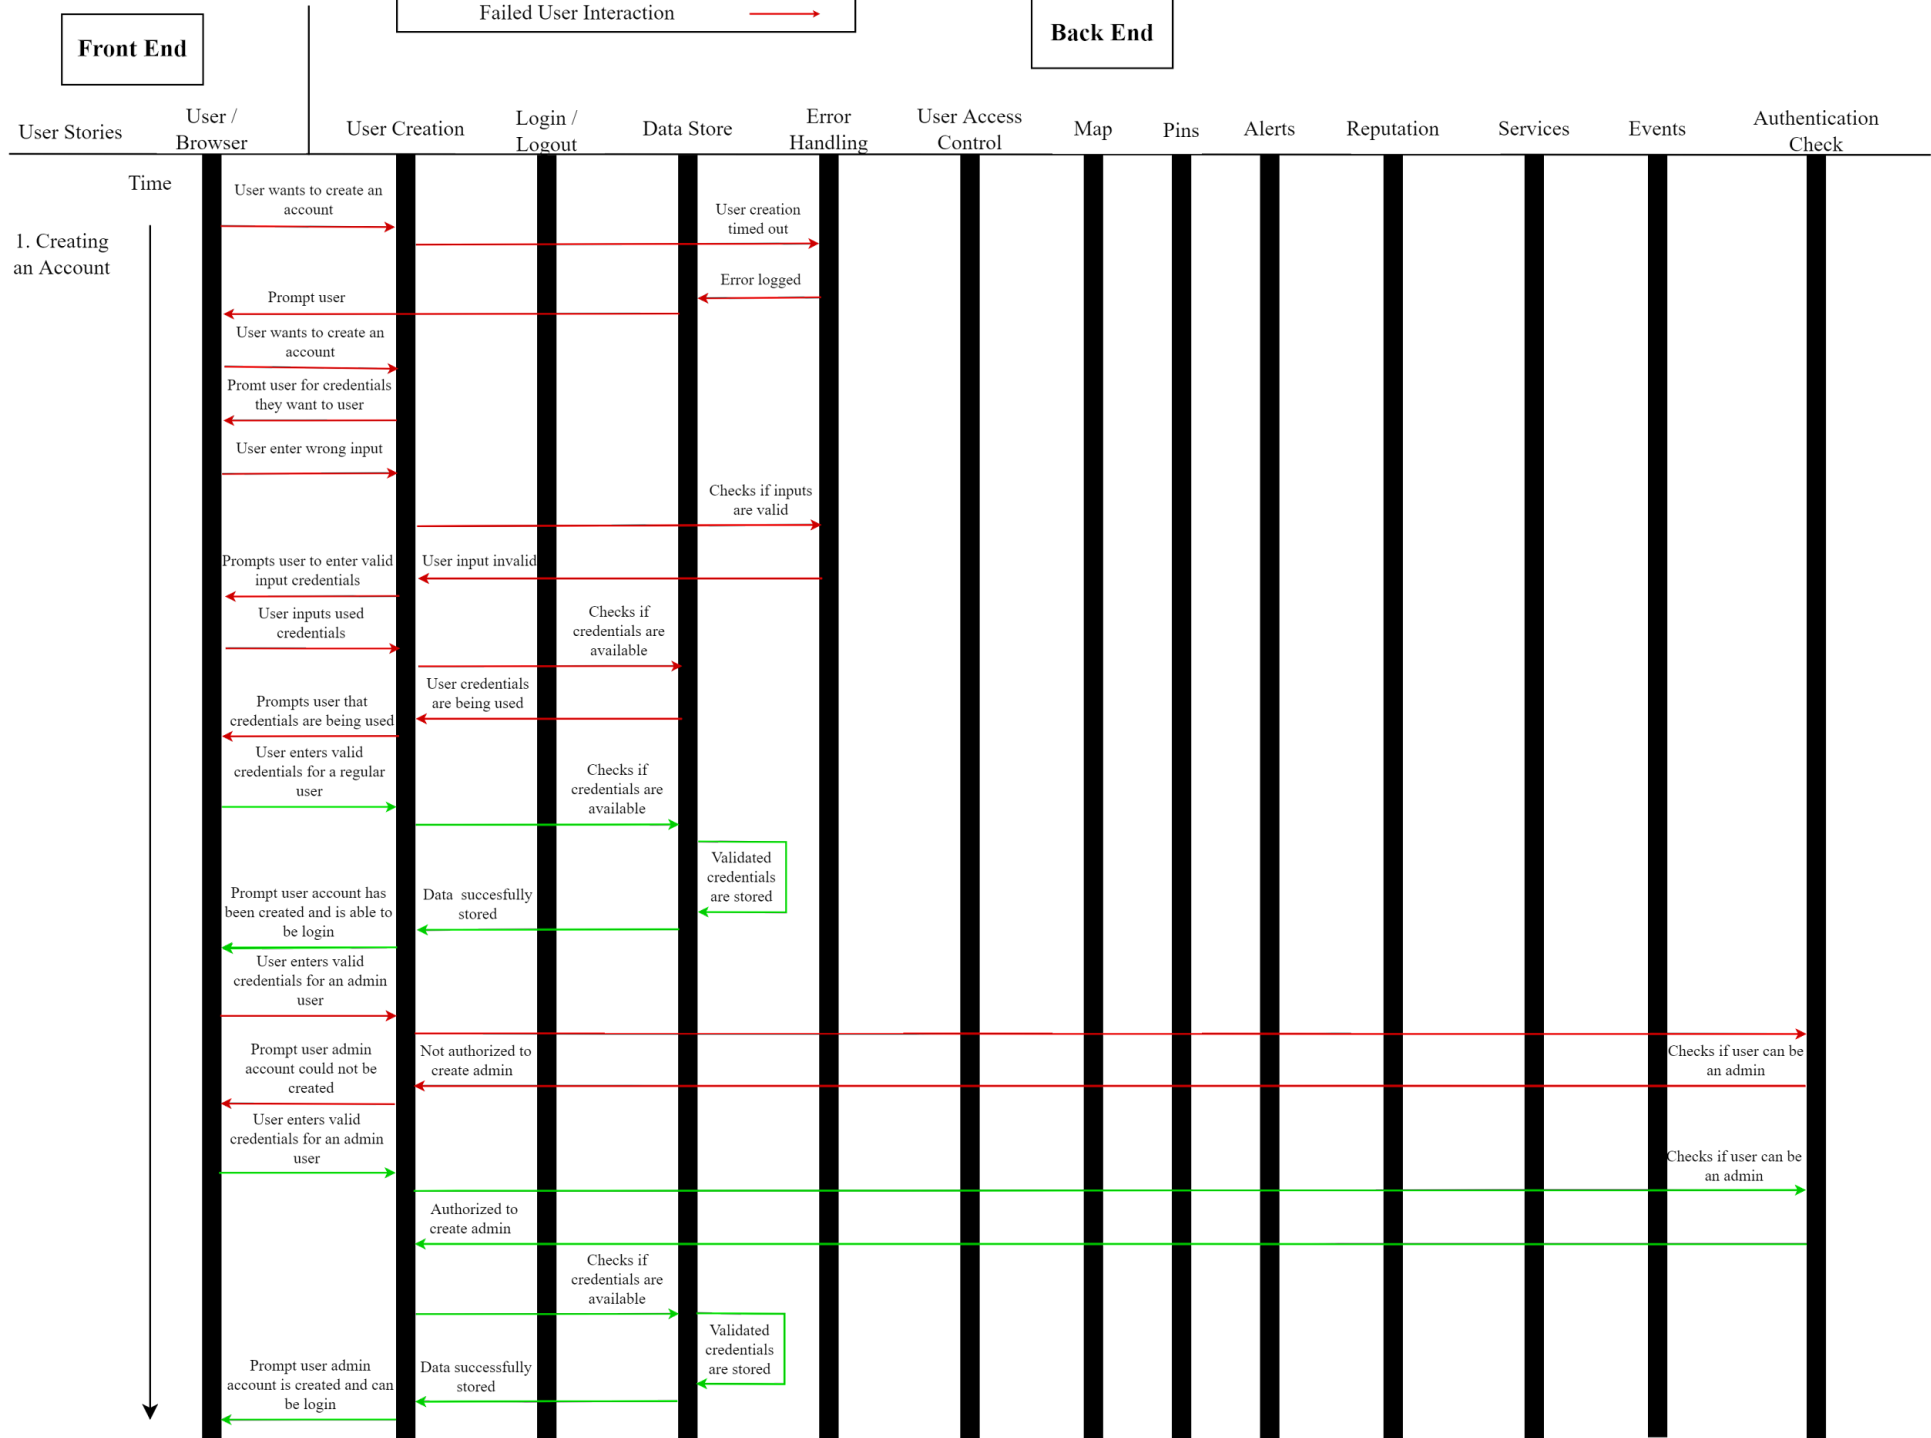 Failed User Interaction
Front End
Back End
User Stories
User /
Browser
User Creation
Login /
Logout
Data Store
Error
Handling
User Access
Control
Map
Pins
Alerts
Reputation
Services
Events
Authentication
Check
Time
1. Creating
an Account
User wants to create an
account
User creation
timed out
Error logged
Prompt user
User wants to create an
account
Promt user for credentials
they want to user
User enter wrong input
Checks if inputs
are valid
Prompts user to enter valid
input credentials
User input invalid
User inputs used
credentials
Checks if
credentials are
available
User credentials
are being used
Prompts user that
credentials are being used
User enters valid
credentials for a regular
user
Checks if
credentials are
available
Validated
credentials
are stored
Data  succesfully
stored
Prompt user account has
been created and is able to
be login
User enters valid
credentials for an admin
user
Checks if user can be
an admin
Not authorized to
create admin
Prompt user admin
account could not be
created
User enters valid
credentials for an admin
user
Checks if user can be
an admin
Authorized to
create admin
Checks if
credentials are
available
Validated
credentials
are stored
Data successfully
stored
Prompt user admin
account is created and can
be login